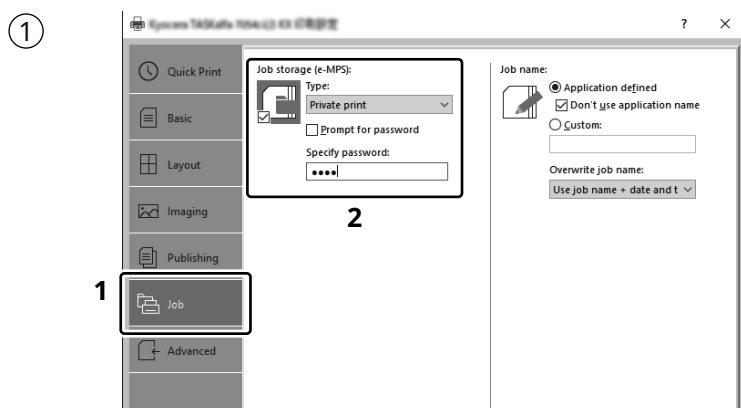 1
?
Quick Print
Basic
Layout
Imaging
Publishing
1
Job
Advanced
Job storage (e-MPS):
Type:
Private print
Prompt for password
Specify password:
••••
2
Job name:
Application defined
Don't use application name
Custom:
Overwrite job name:
Use job name + date and t